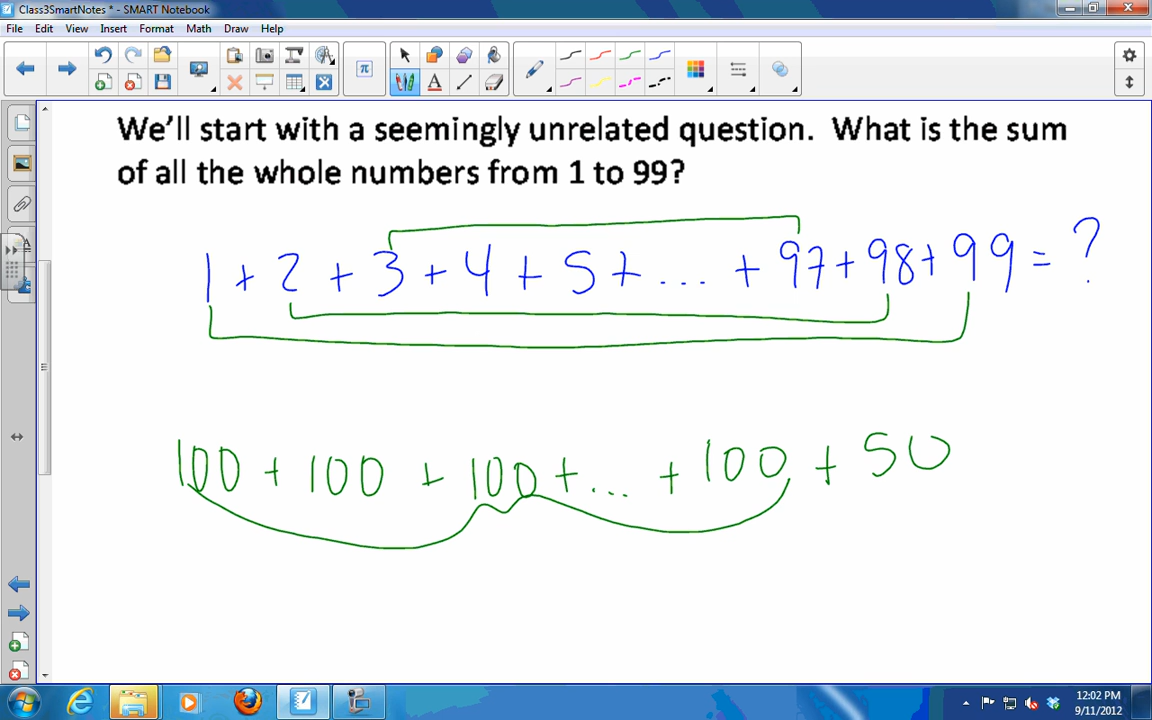 Class3SmartNotes * - SMART Notebook
File Edit View Insert Format Math Draw Help
π
A
We'll start with a seemingly unrelated question. What is the sum
of all the whole numbers from 1 to 99?
1 + 2 + 3 + 4 + 5 + ... + 97 + 98 + 99 = ?
100 + 100 + 100 + ... + 100 + 50
12:02 PM
9/11/2012